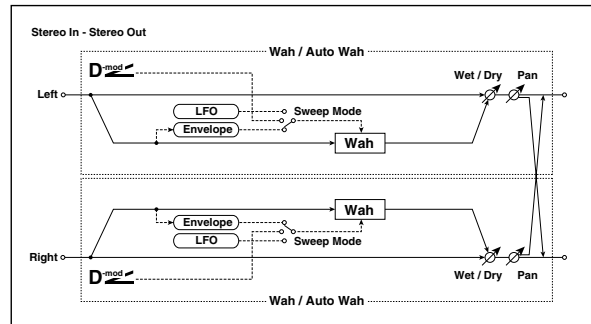 Stereo In - Stereo Out
Wah / Auto Wah
D-mod
Wet / Dry
Pan
Left
LFO
Sweep Mode
Envelope
Wah
Wah
Envelope
Sweep Mode
LFO
Right
D-mod
Wet / Dry
Pan
Wah / Auto Wah